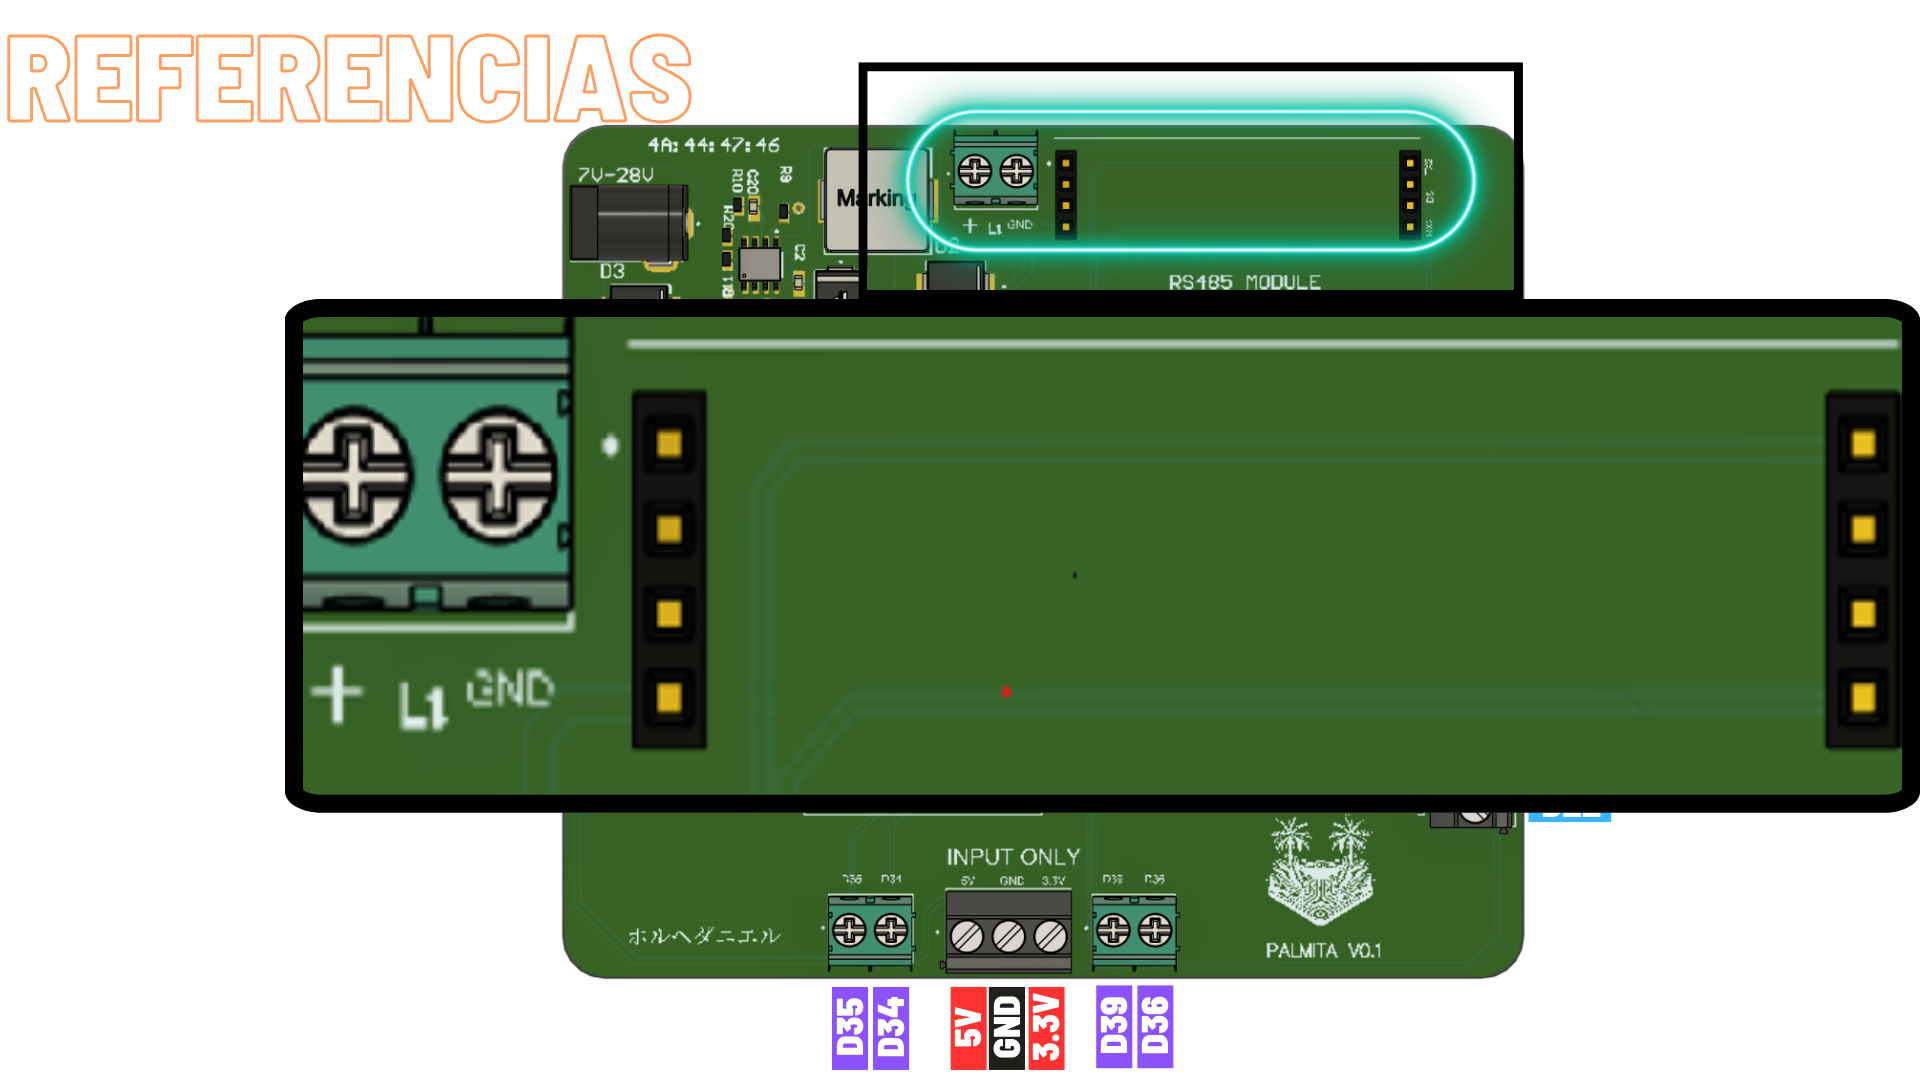 REFERENCIAS
4A:44:47:46
7V-28V
R10
C20
R9
Marking
C2
D3
+ L1 GND
RS485 MODULE
+ L1 GND
INPUT ONLY
D35 D34 5V GND 3.3V D39 D36
ホルヘダニエル
PALMITA V0.1
D35 D34 5V GND 3.3V D39 D36